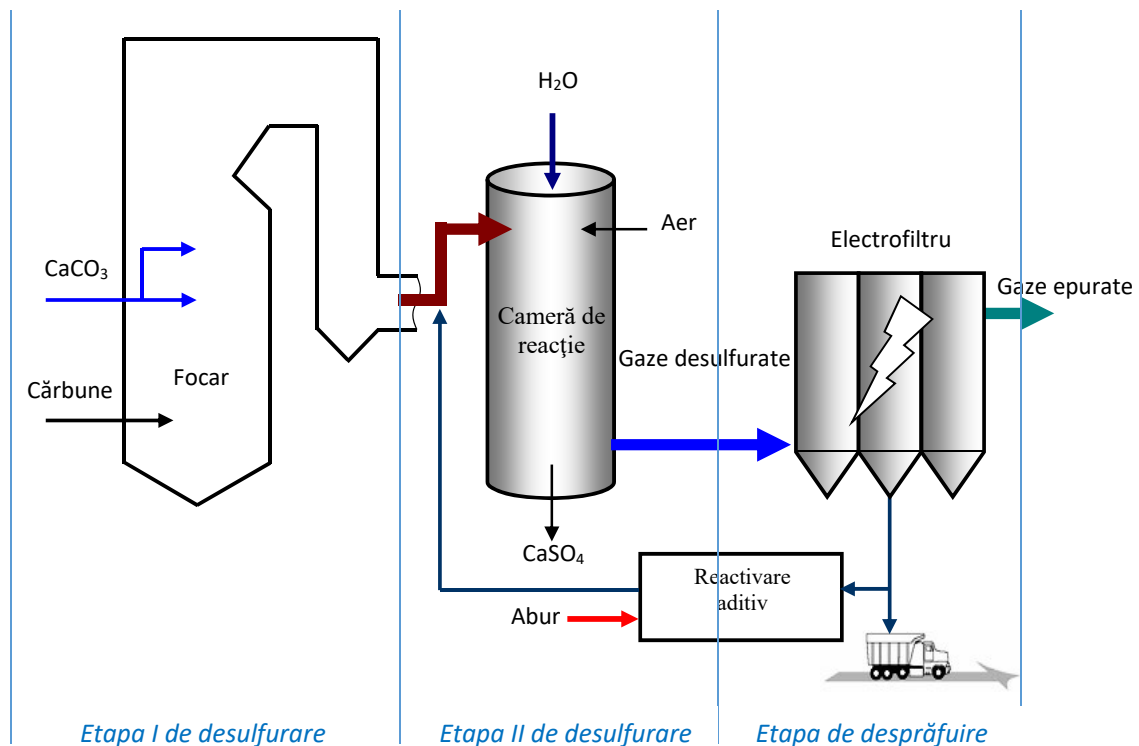 H₂O
Aer
Electrofiltru
CaCO₃
Gaze epurate
Cameră de
reacţie
Gaze desulfurate
Cărbune
Focar
CaSO₄
Reactivare
aditiv
Abur
Etapa I de desulfurare
Etapa II de desulfurare
Etapa de desprăfuire